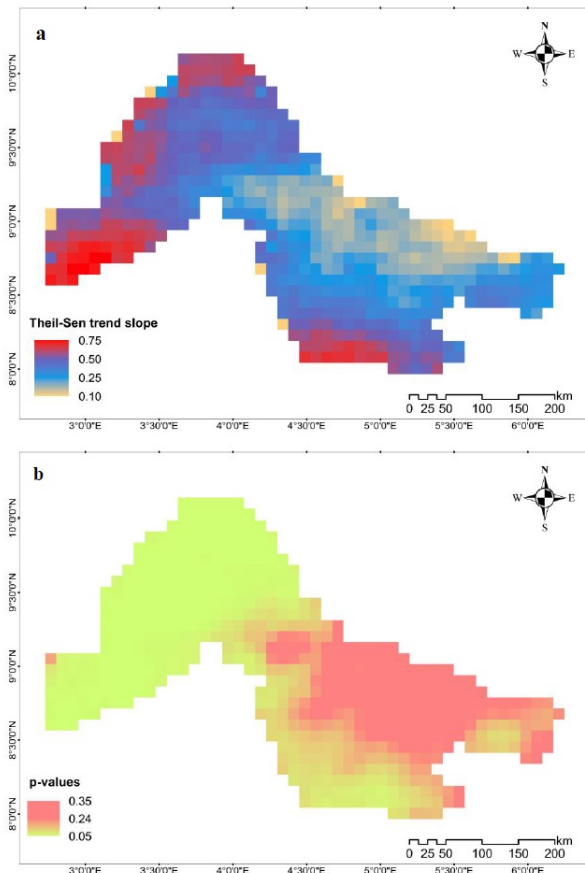 a
N
W E
S
10°0'0"N
9°30'0"N
9°0'0"N
8°30'0"N
8°0'0"N
Theil-Sen trend slope
0.75
0.50
0.25
0.10
0 25 50 100 150 200
km
3°0'0"E 3°30'0"E 4°0'0"E 4°30'0"E 5°0'0"E 5°30'0"E 6°0'0"E
b
N
W E
S
10°0'0"N
9°30'0"N
9°0'0"N
8°30'0"N
8°0'0"N
p-values
0.35
0.24
0.05
0 25 50 100 150 200
km
3°0'0"E 3°30'0"E 4°0'0"E 4°30'0"E 5°0'0"E 5°30'0"E 6°0'0"E